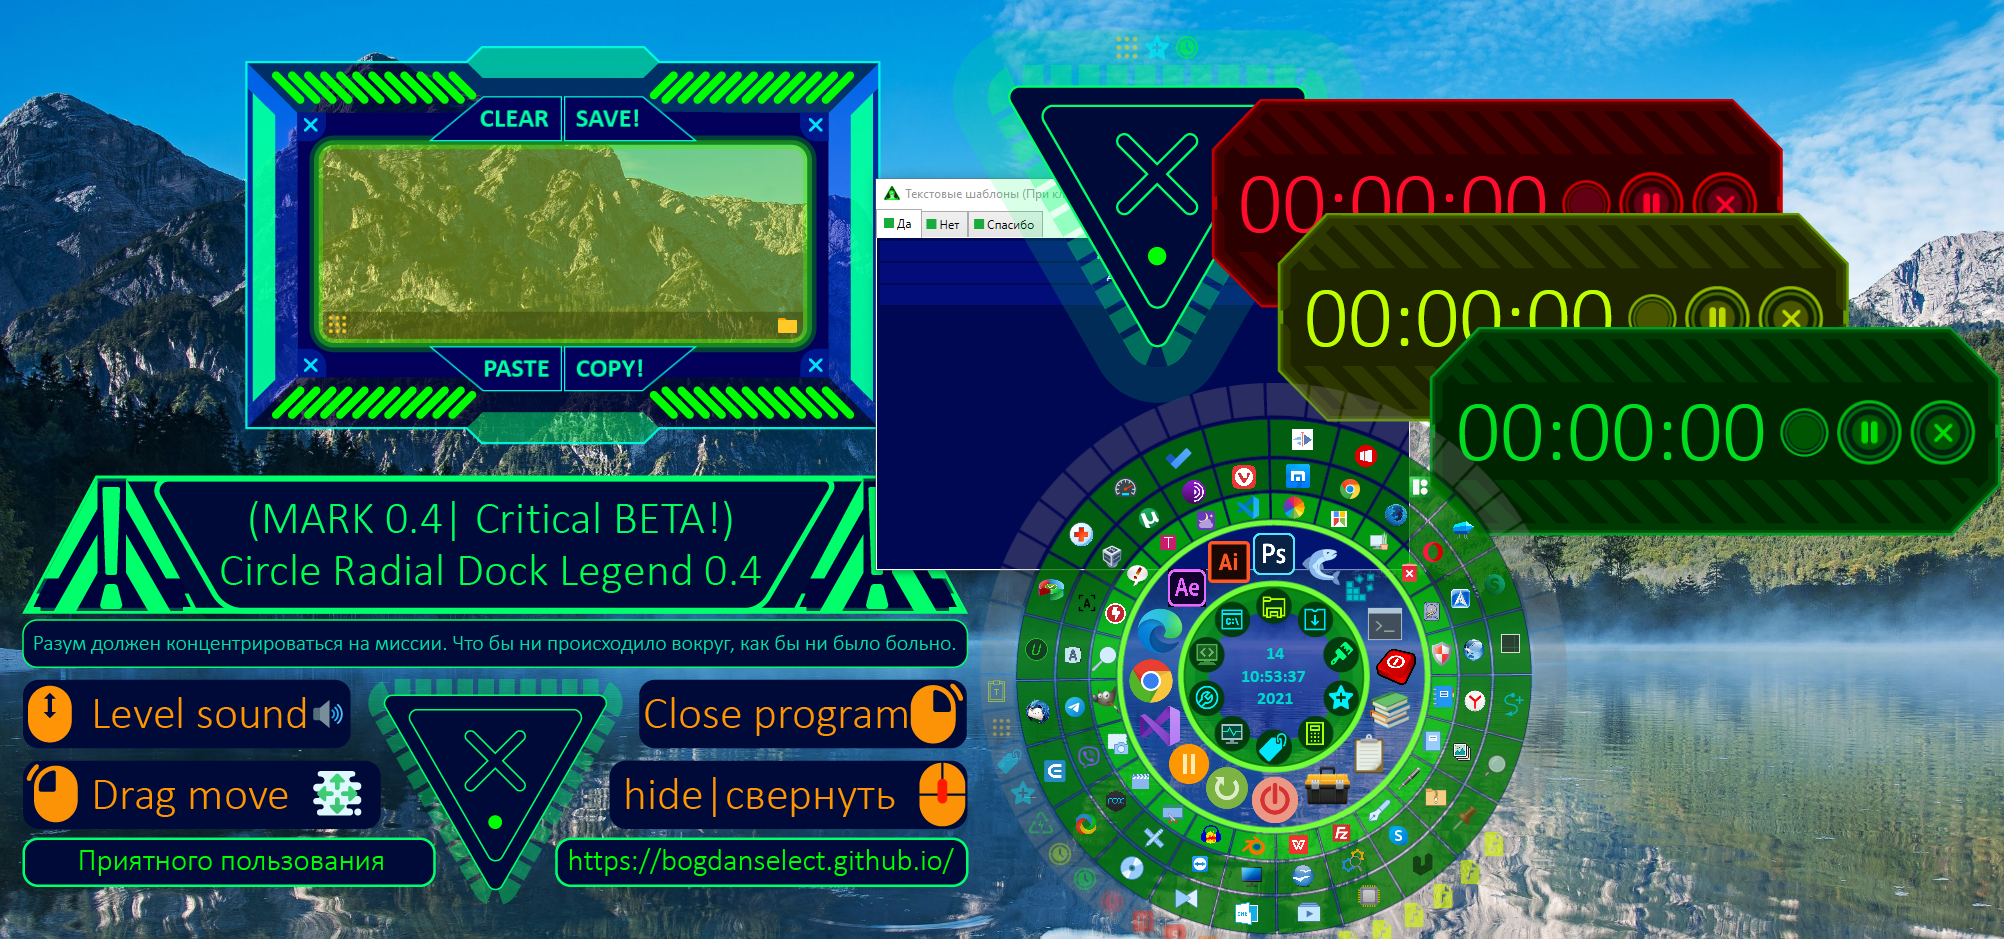 CLEAR
SAVE!
PASTE
COPY!
Текстовые шаблоны (При кл
Да
Нет
Спасибо
00:00:00
00:00:00
00:00:00
(MARK 0.4| Critical BETA!)
Circle Radial Dock Legend 0.4
Разум должен концентрироваться на миссии. Что бы ни происходило вокруг, как бы ни было больно.
Level sound
Close program
Drag move
hide|свернуть
Приятного пользования
https://bogdanselect.github.io/
Ae
Ai
Ps
C:\
14
10:53:37
2021